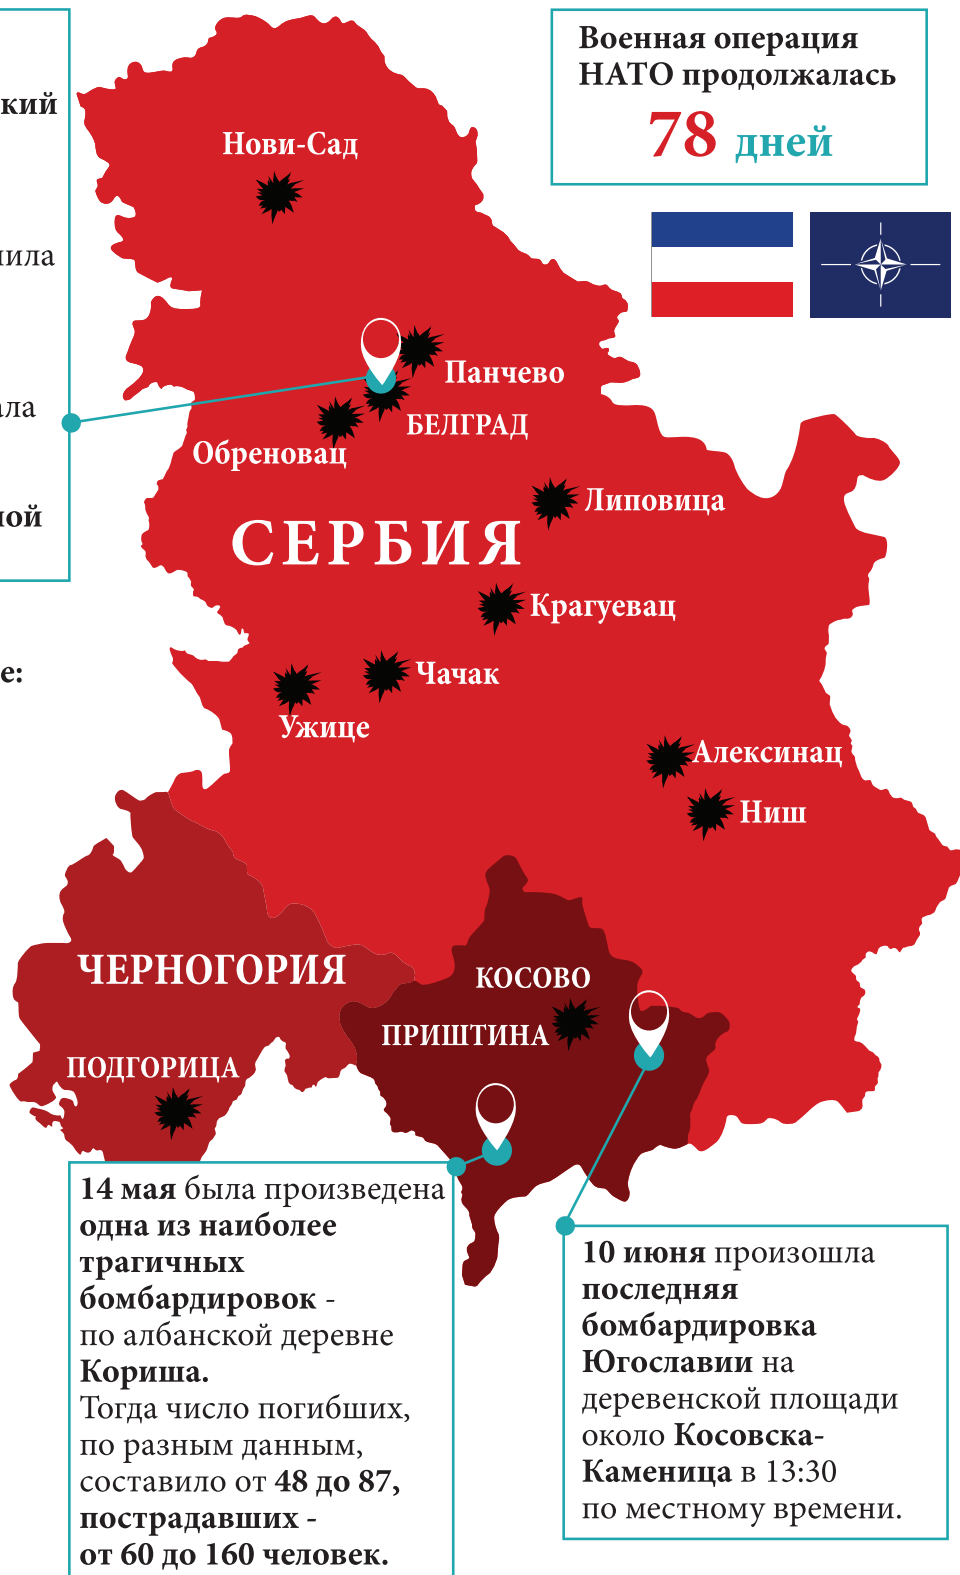 Военная операция
НАТО продолжалась
78 дней
Нови-Сад
Панчево
БЕЛГРАД
Обреновац
Липовица
СЕРБИЯ
Крагуевац
Чачак
Ужице
Алексинац
Ниш
ЧЕРНОГОРИЯ
КОСОВО
ПРИШТИНА
ПОДГОРИЦА
14 мая была произведена
одна из наиболее
трагичных
бомбардировок -
по албанской деревне
Кориша.
Тогда число погибших,
по разным данным,
составило от 48 до 87,
пострадавших -
от 60 до 160 человек.
10 июня произошла
последняя
бомбардировка
Югославии на
деревенской площади
около Косовска-
Каменица в 13:30
по местному времени.